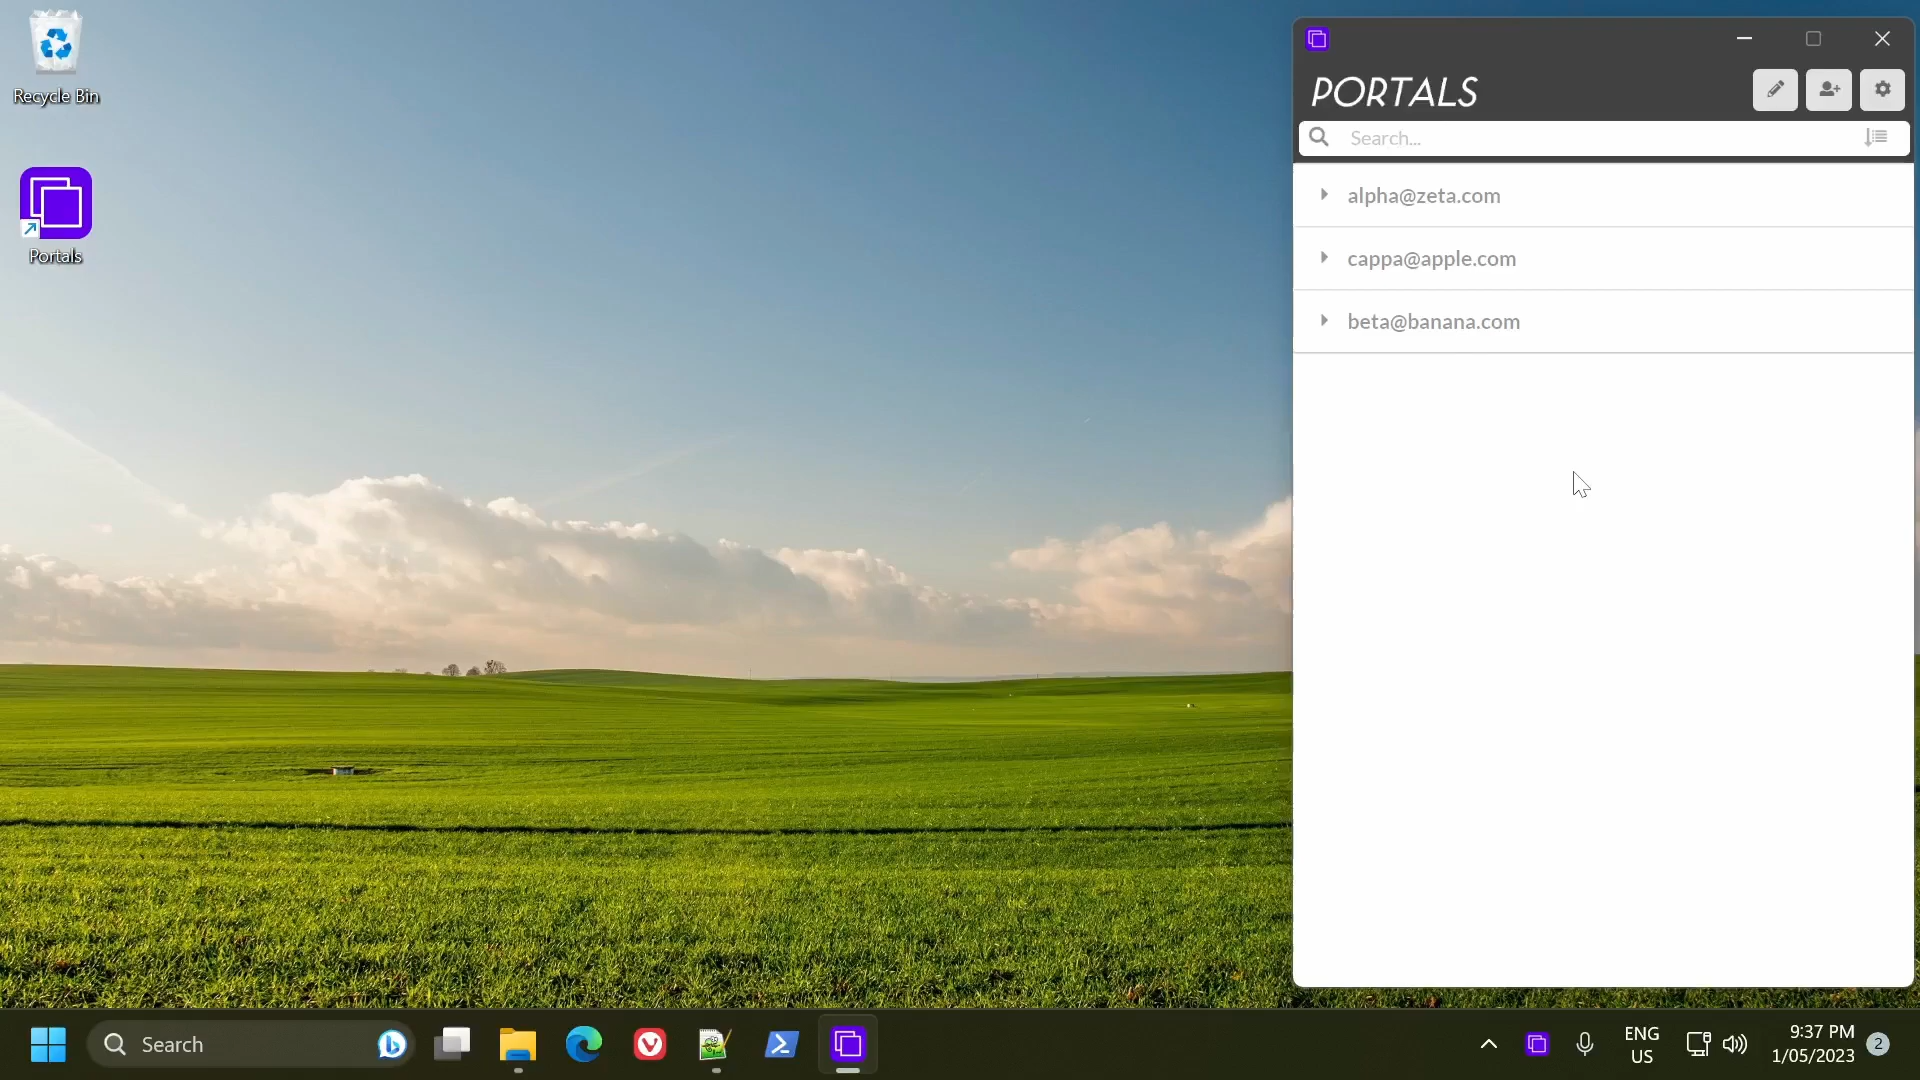 Recycle Bin
Portals
PORTALS
Search...
alpha@zeta.com
cappa@apple.com
beta@banana.com
Search
ENG
US
9:37 PM
1/05/2023
2